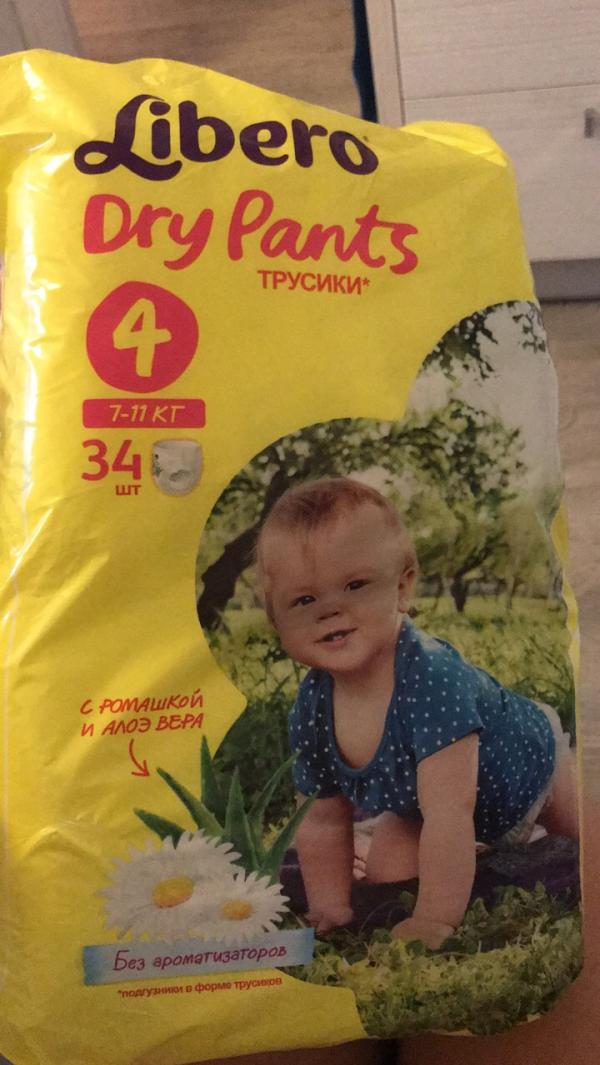 Libero
Dry Pants
ТРУСИКИ*
4
7-11 КГ
34
шт
С РОМАШКОЙ
И АЛОЭ ВЕРА
Без ароматизаторов
*подгузники в форме трусиков